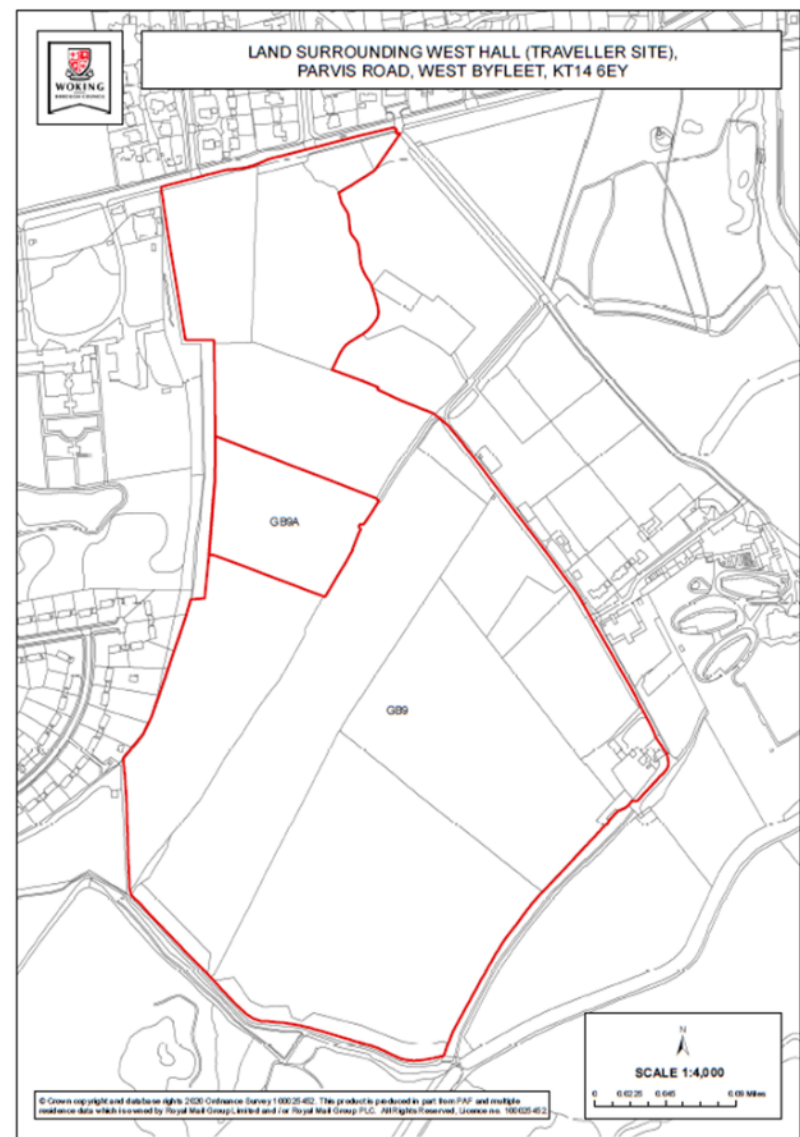 LAND SURROUNDING WEST HALL (TRAVELLER SITE),
PARVIS ROAD, WEST BYFLEET, KT14 6EY
WOKING
BOROUGH COUNCIL
GB9A
GB9
N
SCALE 1:4,000
0 0.0225 0.045 0.09 Miles
© Crown copyright and database rights 2020 Ordnance Survey 100025452. This product is produced in part from PAF and multiple
residence data which is owned by Royal Mail Group Limited and / or Royal Mail Group PLC. All Rights Reserved, Licence no. 100025452.